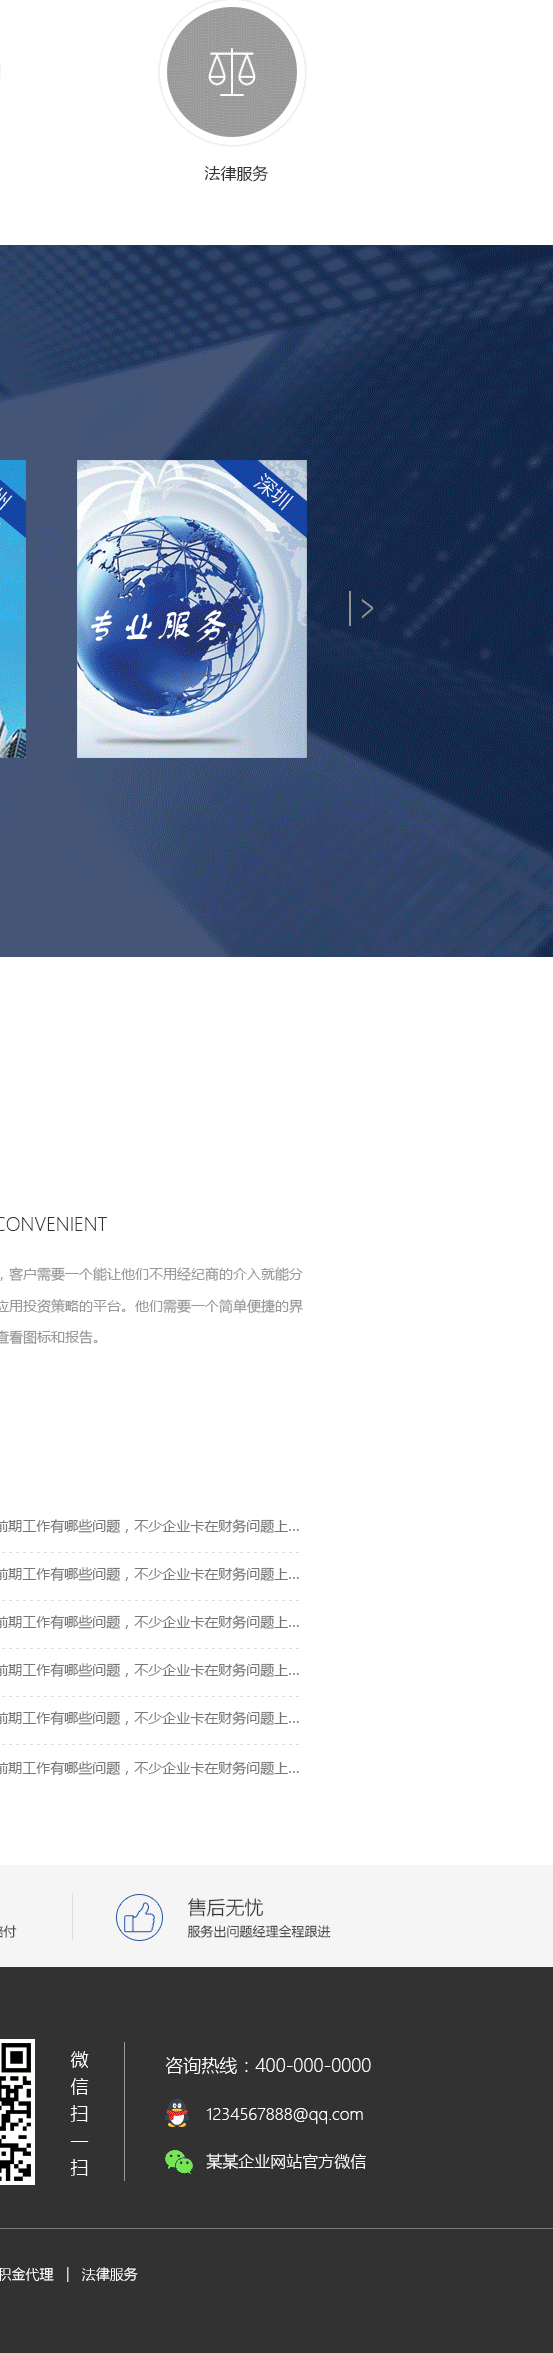 法律服务
州
深圳
专业服务
CONVENIENT
，客户需要一个能让他们不用经纪商的介入就能分
应用投资策略的平台。他们需要一个简单便捷的界
查看图标和报告。
前期工作有哪些问题，不少企业卡在财务问题上...
前期工作有哪些问题，不少企业卡在财务问题上...
前期工作有哪些问题，不少企业卡在财务问题上...
前期工作有哪些问题，不少企业卡在财务问题上...
前期工作有哪些问题，不少企业卡在财务问题上...
前期工作有哪些问题，不少企业卡在财务问题上...
赔付
售后无忧
服务出问题经理全程跟进
微信扫一扫
咨询热线：400-000-0000
1234567888@qq.com
某某企业网站官方微信
积金代理 | 法律服务